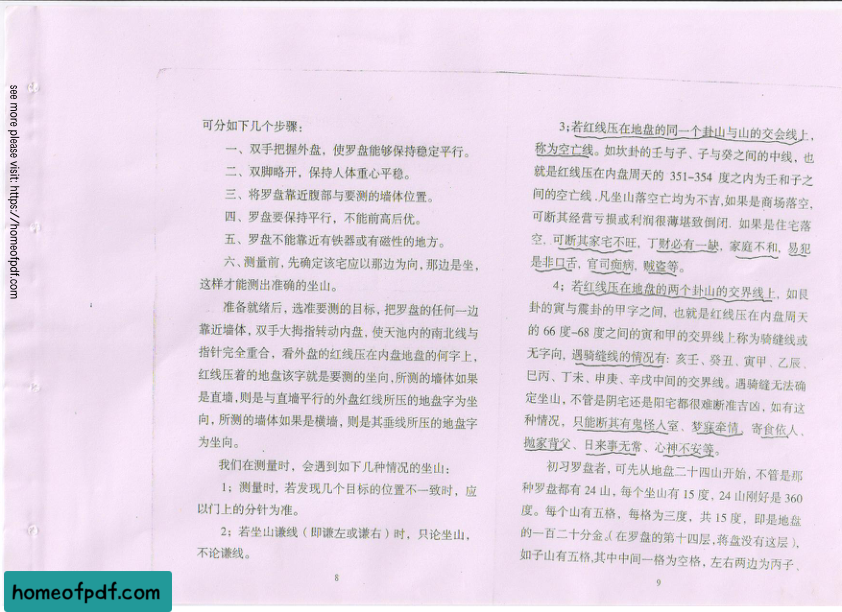 see more please visit: https://homeofpdf.com
可分如下几个步骤：
一、双手把握外盘，使罗盘能够保持稳定平行。
二、双脚略开，保持人体重心平稳。
三、将罗盘靠近腹部与要测的墙体位置。
四、罗盘要保持平行，不能前高后优。
五、罗盘不能靠近有铁器或有磁性的地方。
六、测量前，先确定该宅应以那边为向，那边是坐，
这样才能测出准确的坐山。
准备就绪后，选准要测的目标，把罗盘的任何一边
靠近墙体，双手大拇指转动内盘，使天池内的南北线与
指针完全重合，看外盘的红线压在内盘地盘的何字上，
红线压着的地盘该字就是要测的坐向，所测的墙体如果
是直墙，则是与直墙平行的外盘红线所压的地盘字为坐
向，所测的墙体如果是横墙，则是其垂线所压的地盘字
为坐向。
我们在测量时，会遇到如下几种情况的坐山：
1；测量时，若发现几个目标的位置不一致时，应
以门上的分针为准。
2；若坐山谦线（即谦左或谦右）时，只论坐山，
不论谦线。
8
3；若红线压在地盘的同一个卦山与山的交会线上，
称为空亡线。如坎卦的壬与子、子与癸之间的中线，也
就是红线压在内盘周天的 351-354 度之内为壬和子之
间的空亡线.凡坐山落空亡均为不吉，如果是商场落空，
可断其经营亏损或利润很薄堪致倒闭. 如果是住宅落
空，可断其家宅不旺，丁财必有一缺，家庭不和，易犯
是非口舌，官司痴病，贼盗等。
4；若红线压在地盘的两个卦山的交界线上，如艮
卦的寅与震卦的甲字之间，也就是红线压在内盘周天
的 66 度-68 度之间的寅和甲的交界线上称为骑缝线或
无字向，遇骑缝线的情况有：亥壬、癸丑、寅甲、乙辰、
巳丙、丁未、申庚、辛戌中间的交界线。遇骑缝无法确
定坐山，不管是阴宅还是阳宅都很难断准吉凶，如有这
种情况，只能断其有鬼怪入室、梦寐牵情，寄食依人、
抛家背父、日来事无常、心神不安等。
初习罗盘者，可先从地盘二十四山开始，不管是那
种罗盘都有 24 山，每个坐山有 15 度，24 山刚好是 360
度。每个山有五格，每格为三度，共 15 度，即是地盘
的一百二十分金。（在罗盘的第十四层，蒋盘没有这层），
如子山有五格，其中中间一格为空格，左右两边为丙子、
9
homeofpdf.com